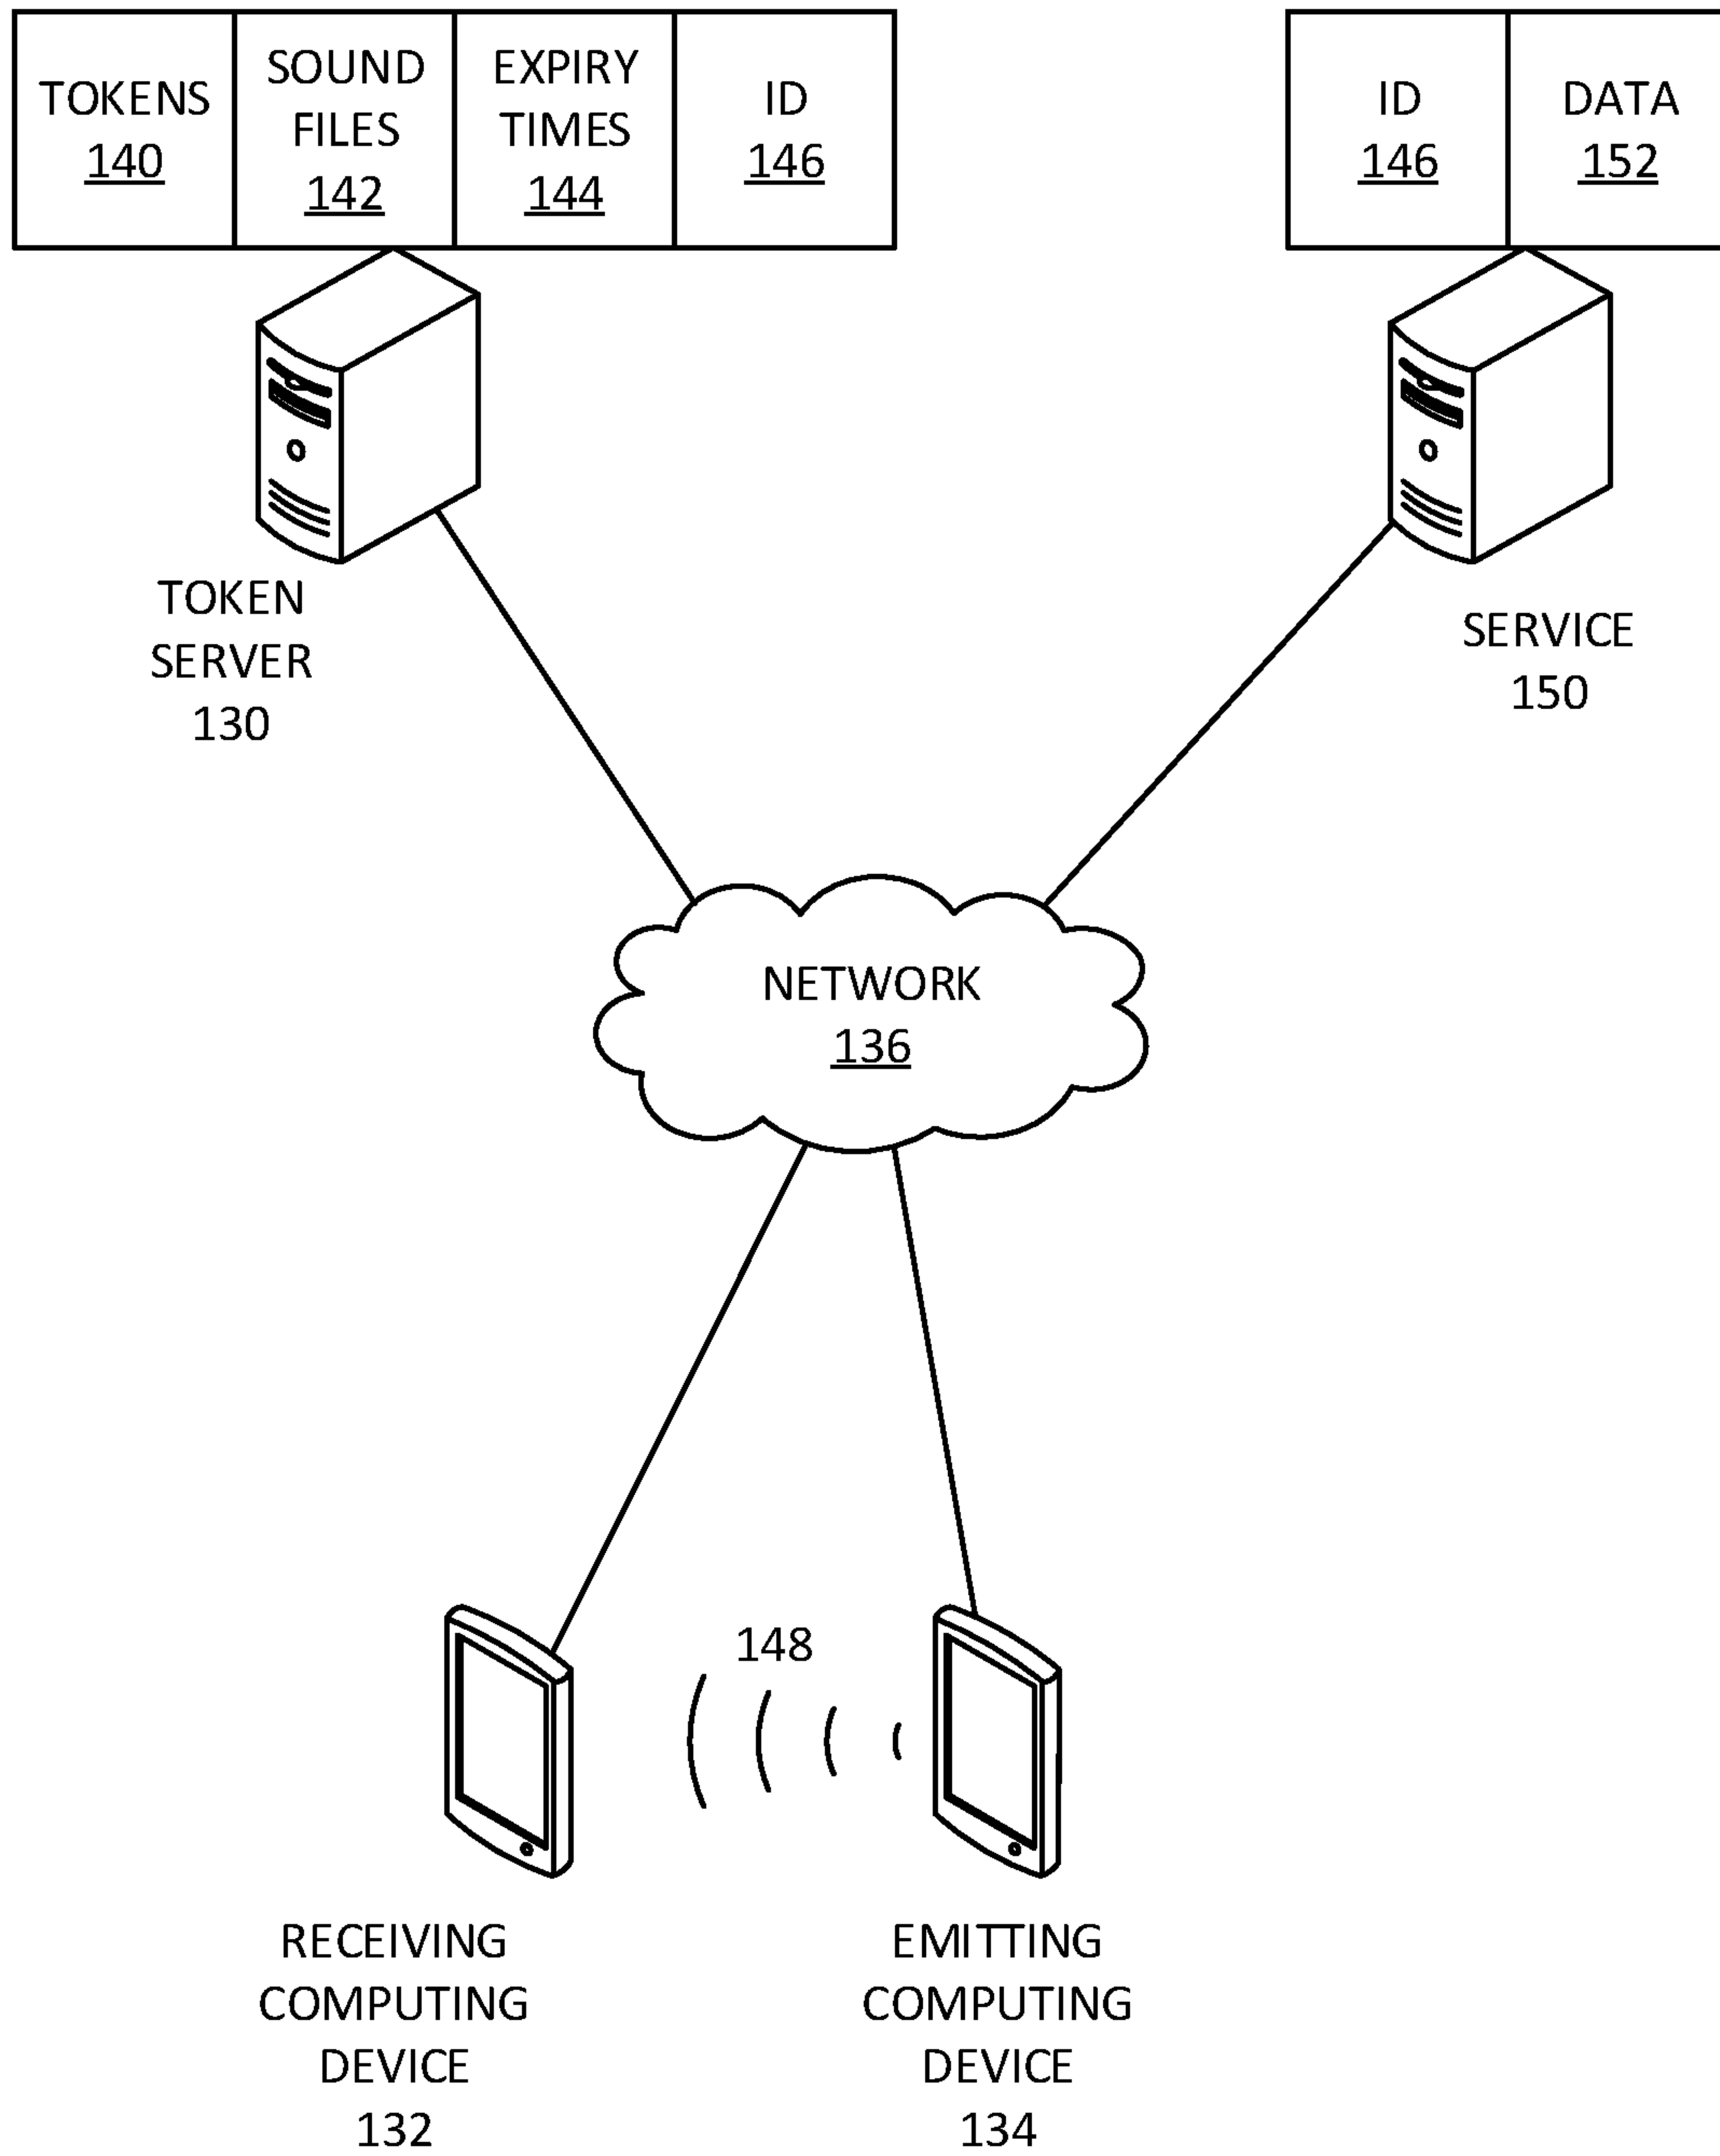 TOKENS
140
SOUND
FILES
142
EXPIRY
TIMES
144
ID
146
ID
146
DATA
152
TOKEN
SERVER
130
SERVICE
150
NETWORK
136
148
RECEIVING
COMPUTING
DEVICE
132
EMITTING
COMPUTING
DEVICE
134